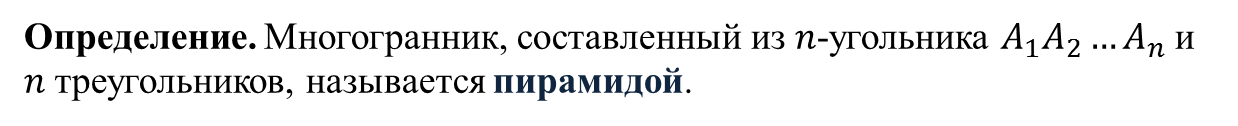 Определение. Многогранник, составленный из n-угольника A₁A₂ … Aₙ и
n треугольников, называется пирамидой.